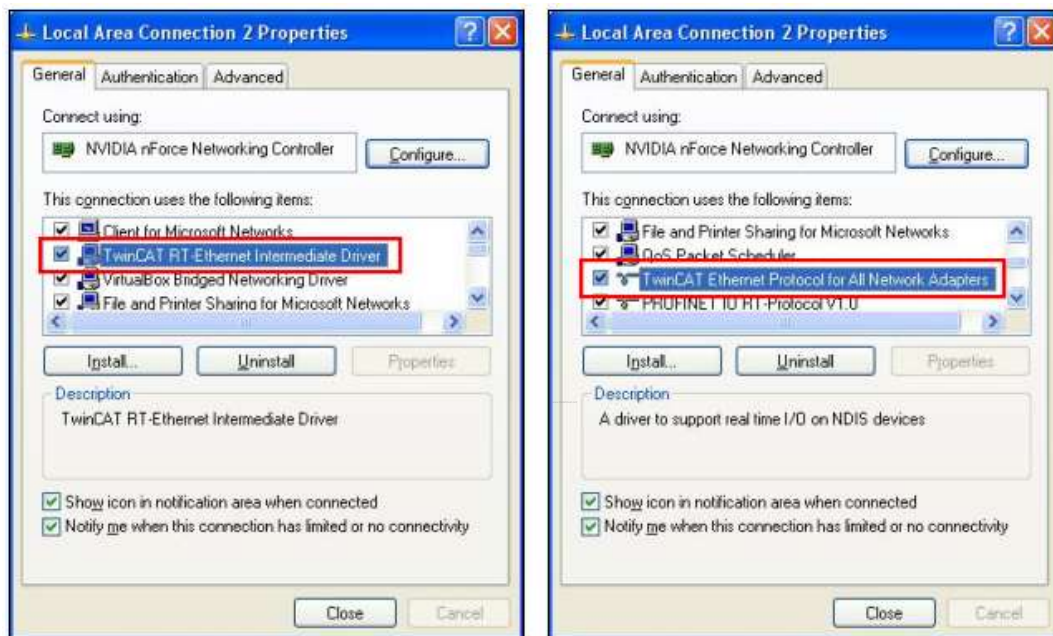 Local Area Connection 2 Properties
General Authentication Advanced
Connect using:
NVIDIA nForce Networking Controller
Configure...
This connection uses the following items:
Client for Microsoft Networks
TwinCAT RT-Ethernet Intermediate Driver
VirtualBox Bridged Networking Driver
File and Printer Sharing for Microsoft Networks
Install... Uninstall Properties
Description
TwinCAT RT-Ethernet Intermediate Driver
Show icon in notification area when connected
Notify me when this connection has limited or no connectivity
Close Cancel
Local Area Connection 2 Properties
General Authentication Advanced
Connect using:
NVIDIA nForce Networking Controller
Configure...
This connection uses the following items:
File and Printer Sharing for Microsoft Networks
QoS Packet Scheduler
TwinCAT Ethernet Protocol for All Network Adapters
PROFINET IO RT-Protocol V1.0
Install... Uninstall Properties
Description
A driver to support real time I/O on NDIS devices
Show icon in notification area when connected
Notify me when this connection has limited or no connectivity
Close Cancel